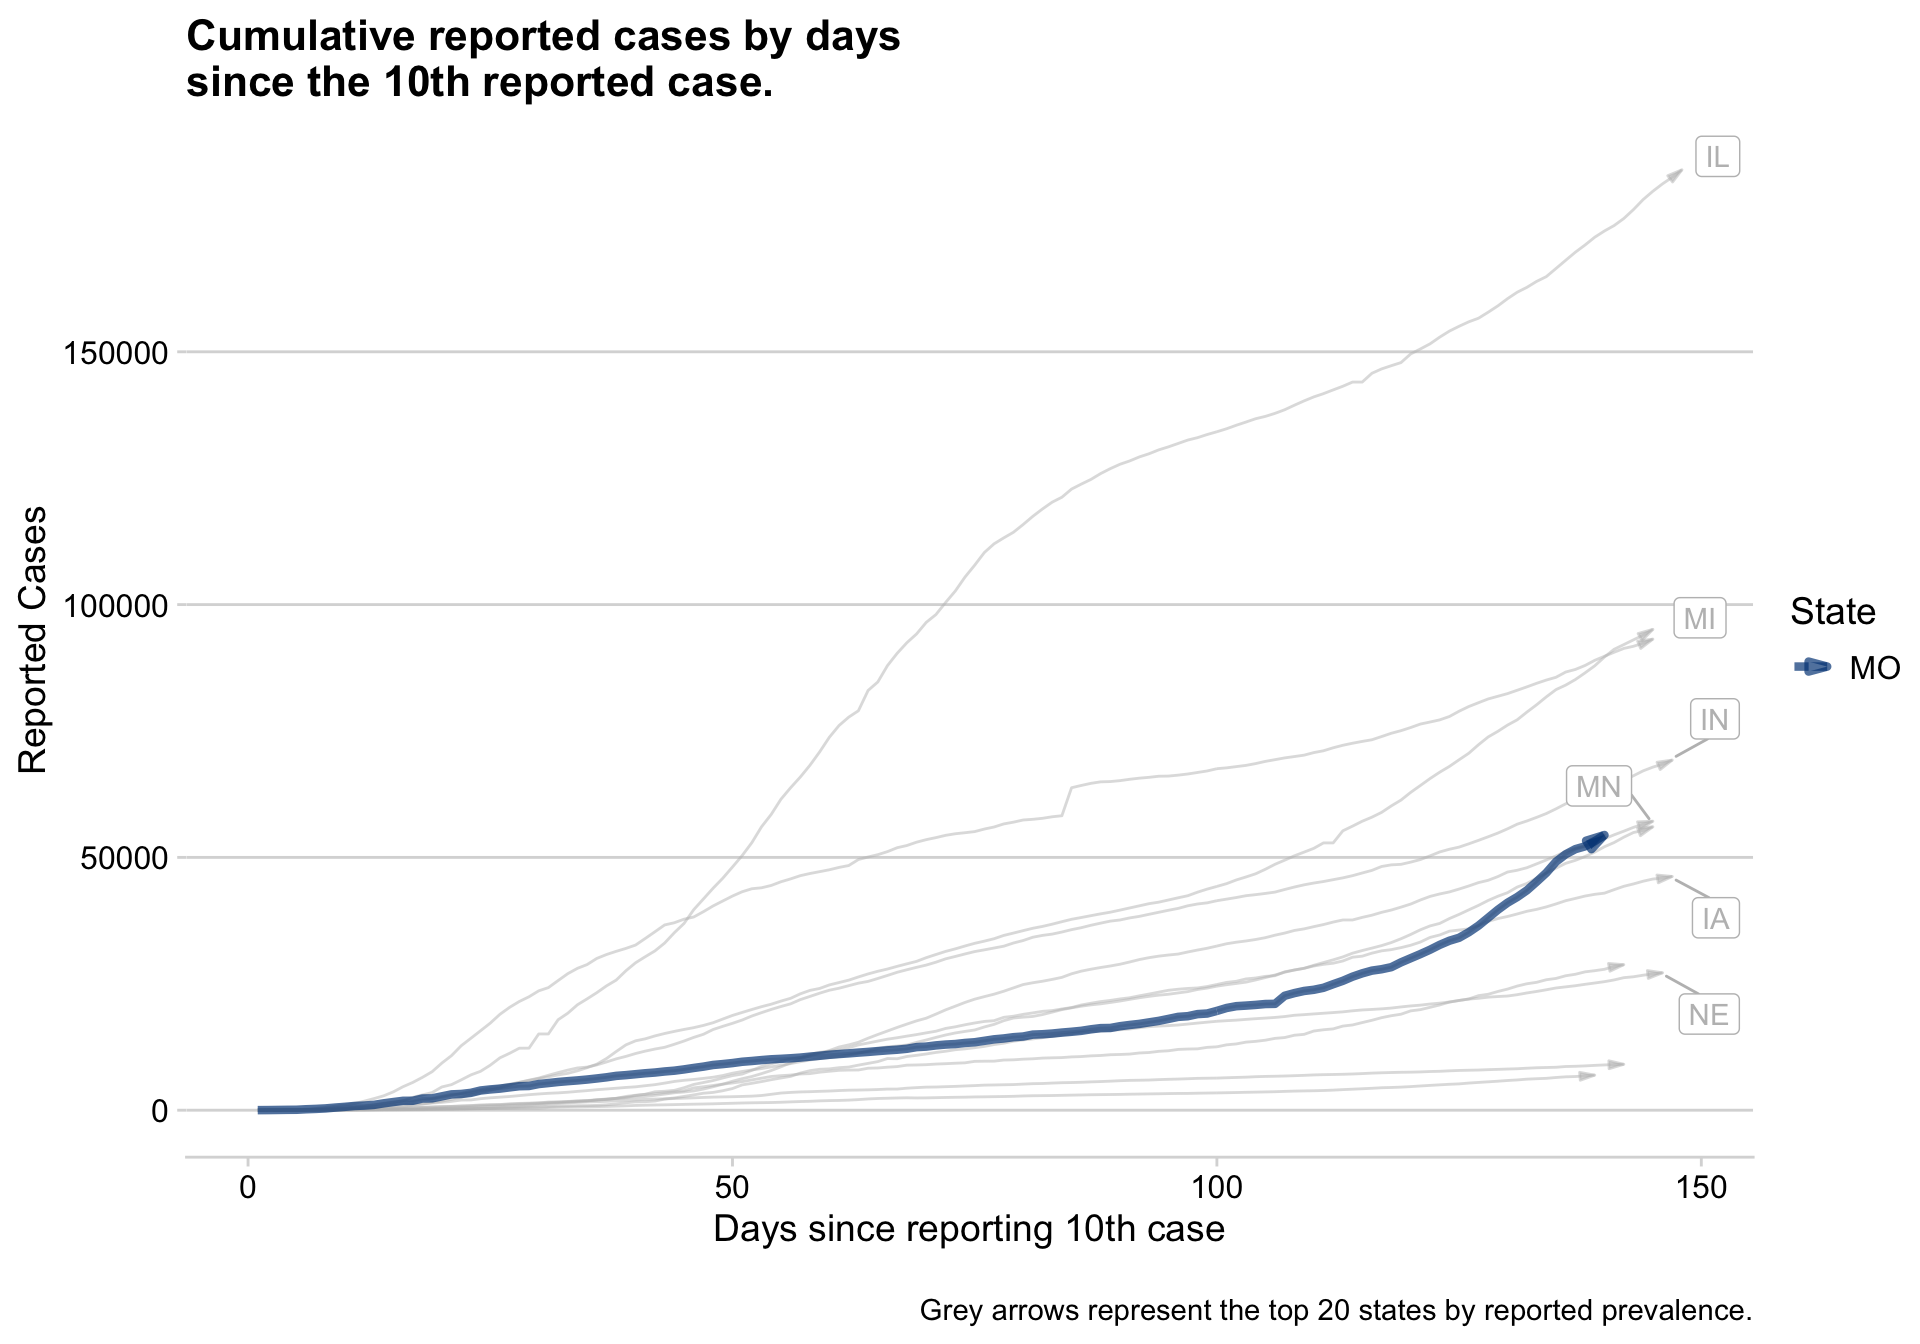 Cumulative reported cases by days
since the 10th reported case.
IL
150000
100000
MI
State
MO
IN
MN
50000
IA
NE
0
Reported Cases
0 50 100 150
Days since reporting 10th case
Grey arrows represent the top 20 states by reported prevalence.